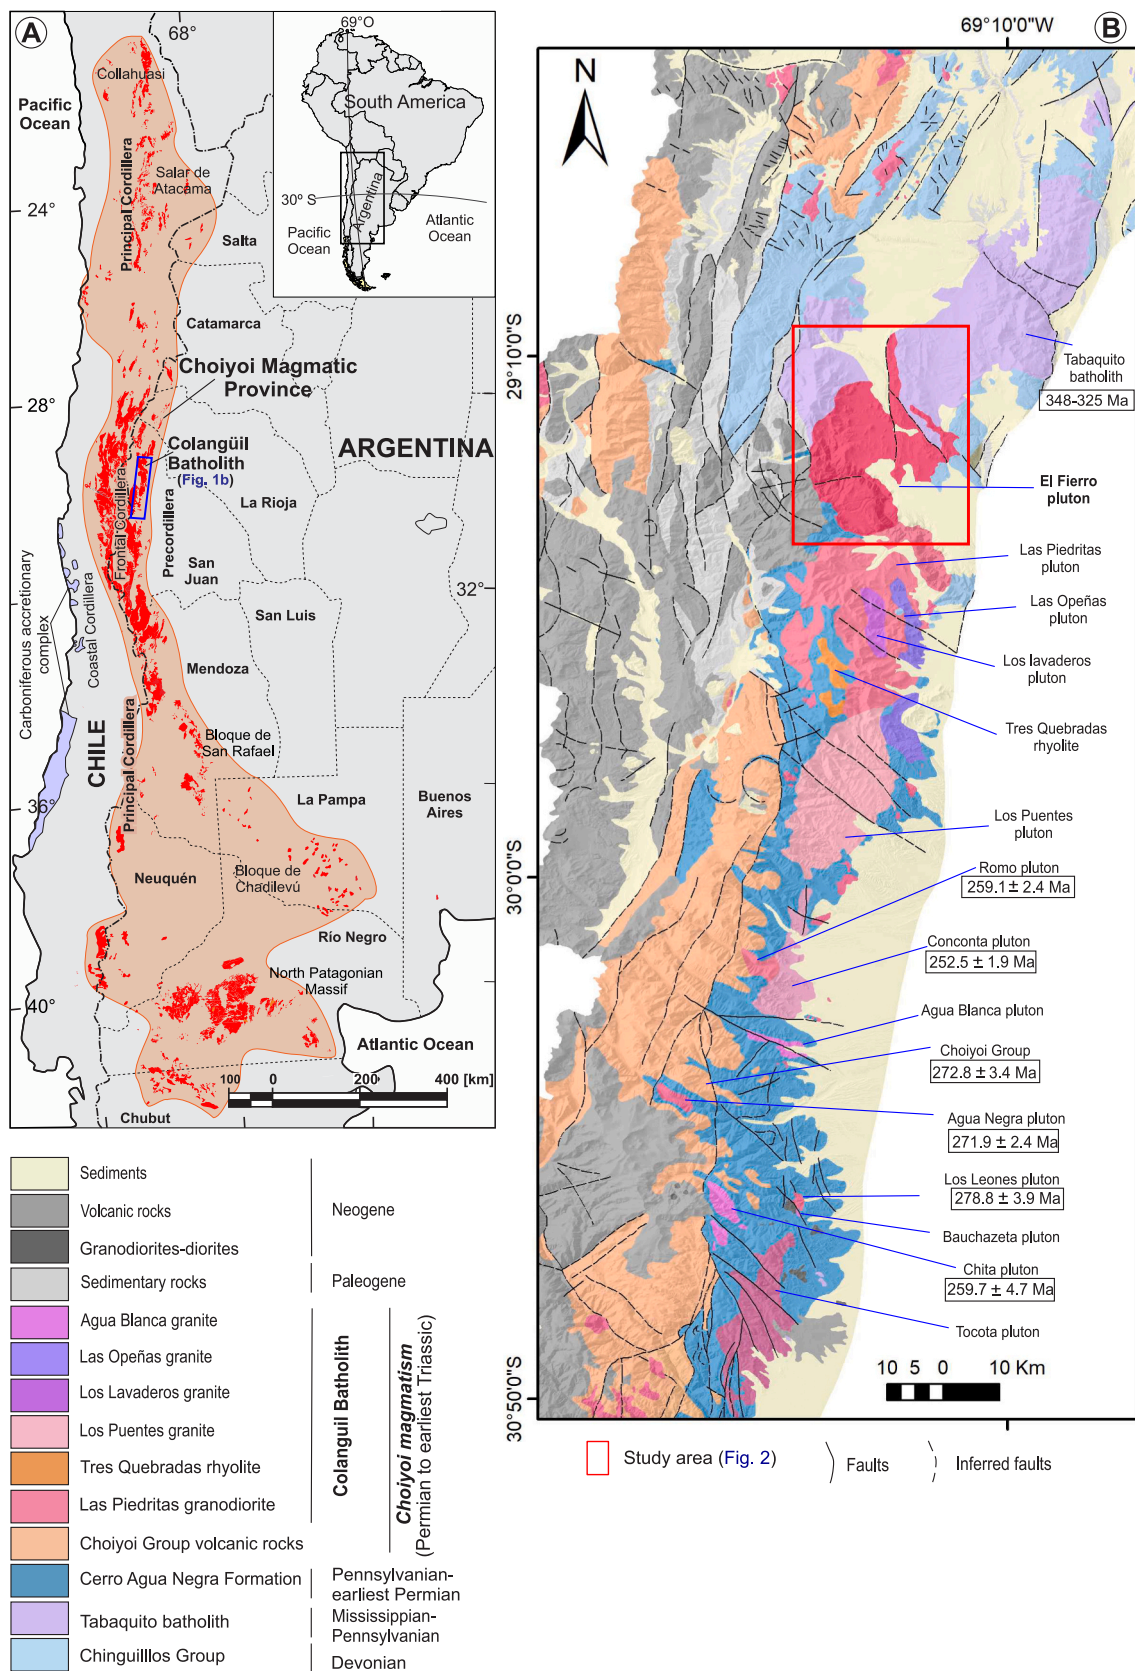 A
68°
69°O
Collahuasi
Pacific
Ocean
South America
Principal Cordillera
Salar de
Atacama
Argentina
30° S
24°
Salta
Pacific
Ocean
Atlantic
Ocean
Catamarca
Choiyoi Magmatic
Province
28°
Colangüil
Batholith
(Fig. 1b)
ARGENTINA
Frontal Cordillera
Precordillera
La Rioja
San
Juan
32°
Carboniferous accretionary
complex
Coastal Cordillera
San Luis
Mendoza
CHILE
Principal Cordillera
Bloque de
San Rafael
La Pampa
Buenos
Aires
36°
Neuquén
Bloque de
Chadilevú
Río Negro
North Patagonian
Massif
40°
Atlantic Ocean
100 0 200 400 [km]
Chubut
69°10'0"W
B
N
29°10'0"S
Tabaquito
batholith
348-325 Ma
El Fierro
pluton
Las Piedritas
pluton
Las Opeñas
pluton
Los lavaderos
pluton
Tres Quebradas
rhyolite
Los Puentes
pluton
Romo pluton
259.1 ± 2.4 Ma
30°0'0"S
Conconta pluton
252.5 ± 1.9 Ma
Agua Blanca pluton
Choiyoi Group
272.8 ± 3.4 Ma
Agua Negra pluton
271.9 ± 2.4 Ma
Los Leones pluton
278.8 ± 3.9 Ma
Bauchazeta pluton
Chita pluton
259.7 ± 4.7 Ma
Tocota pluton
10 5 0 10 Km
30°50'0"S
Study area (Fig. 2)
Faults
Inferred faults
Sediments
Volcanic rocks
Neogene
Granodiorites-diorites
Sedimentary rocks
Paleogene
Agua Blanca granite
Las Opeñas granite
Los Lavaderos granite
Los Puentes granite
Tres Quebradas rhyolite
Las Piedritas granodiorite
Colanguil Batholith
Choiyoi magmatism
(Permian to earliest Triassic)
Choiyoi Group volcanic rocks
Cerro Agua Negra Formation
Pennsylvanian-
earliest Permian
Tabaquito batholith
Mississippian-
Pennsylvanian
Chinguilllos Group
Devonian